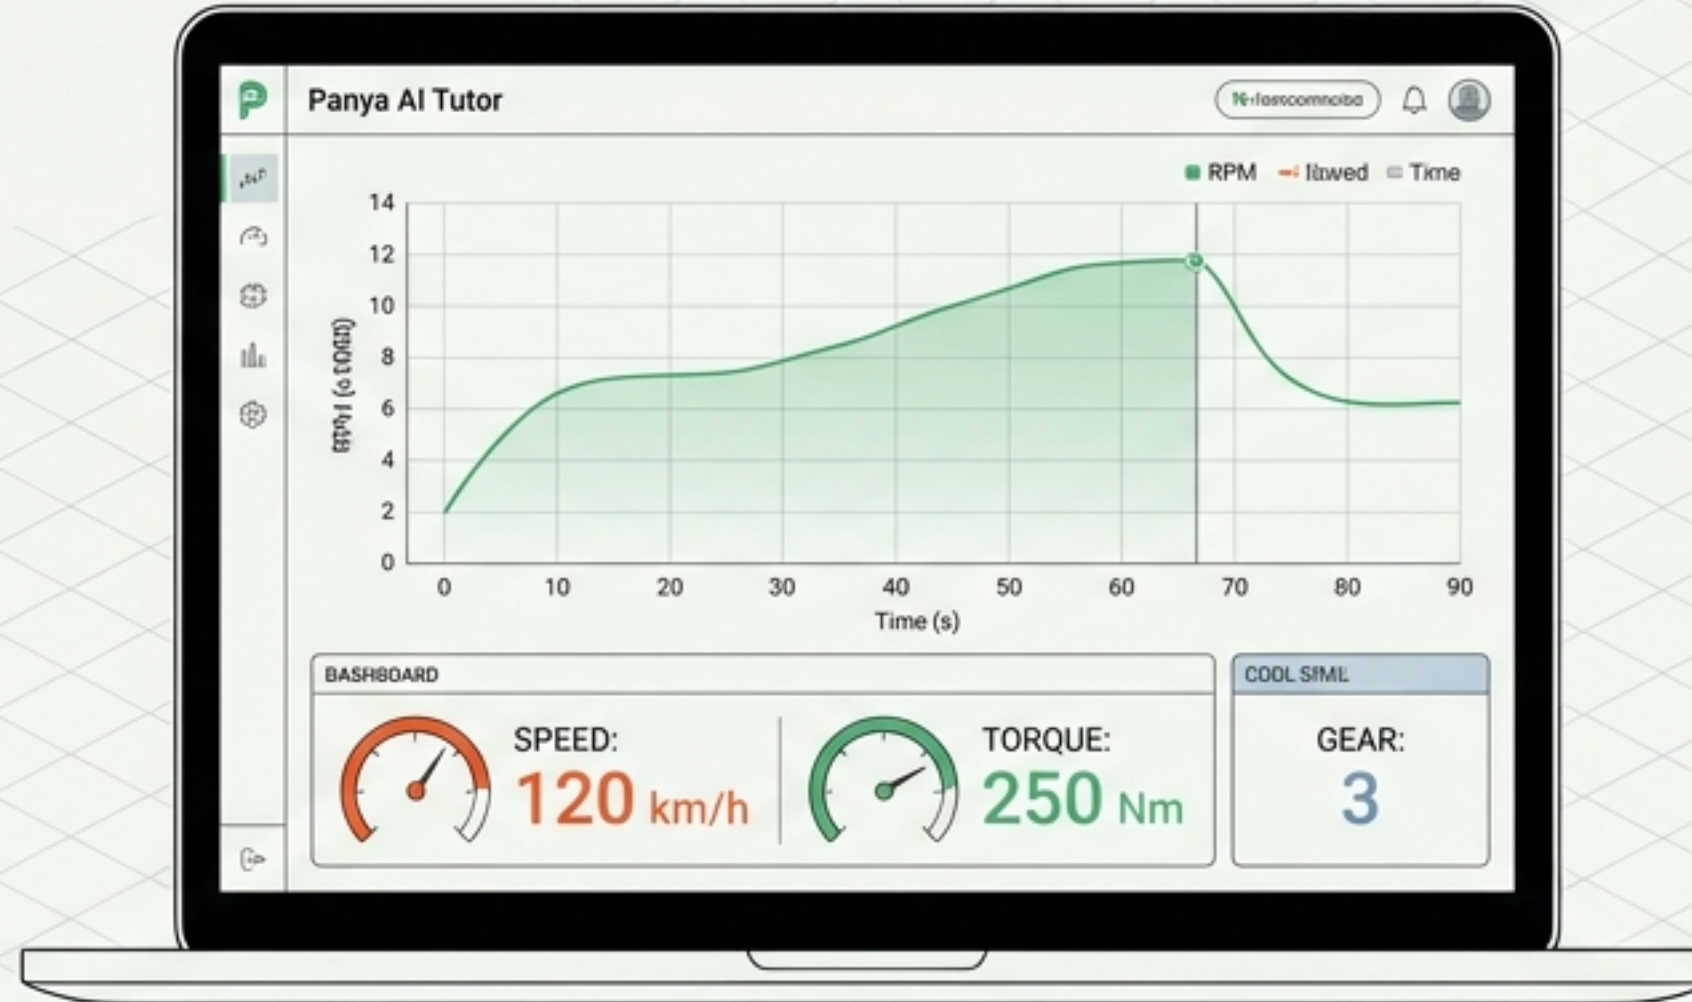 Panya AI Tutor
RPM
Time
14
12
10
8
6
4
2
0
0 10 20 30 40 50 60 70 80 90
Time (s)
BASHBOARD
COOL
SPEED:
120 km/h
TORQUE:
250 Nm
GEAR:
3